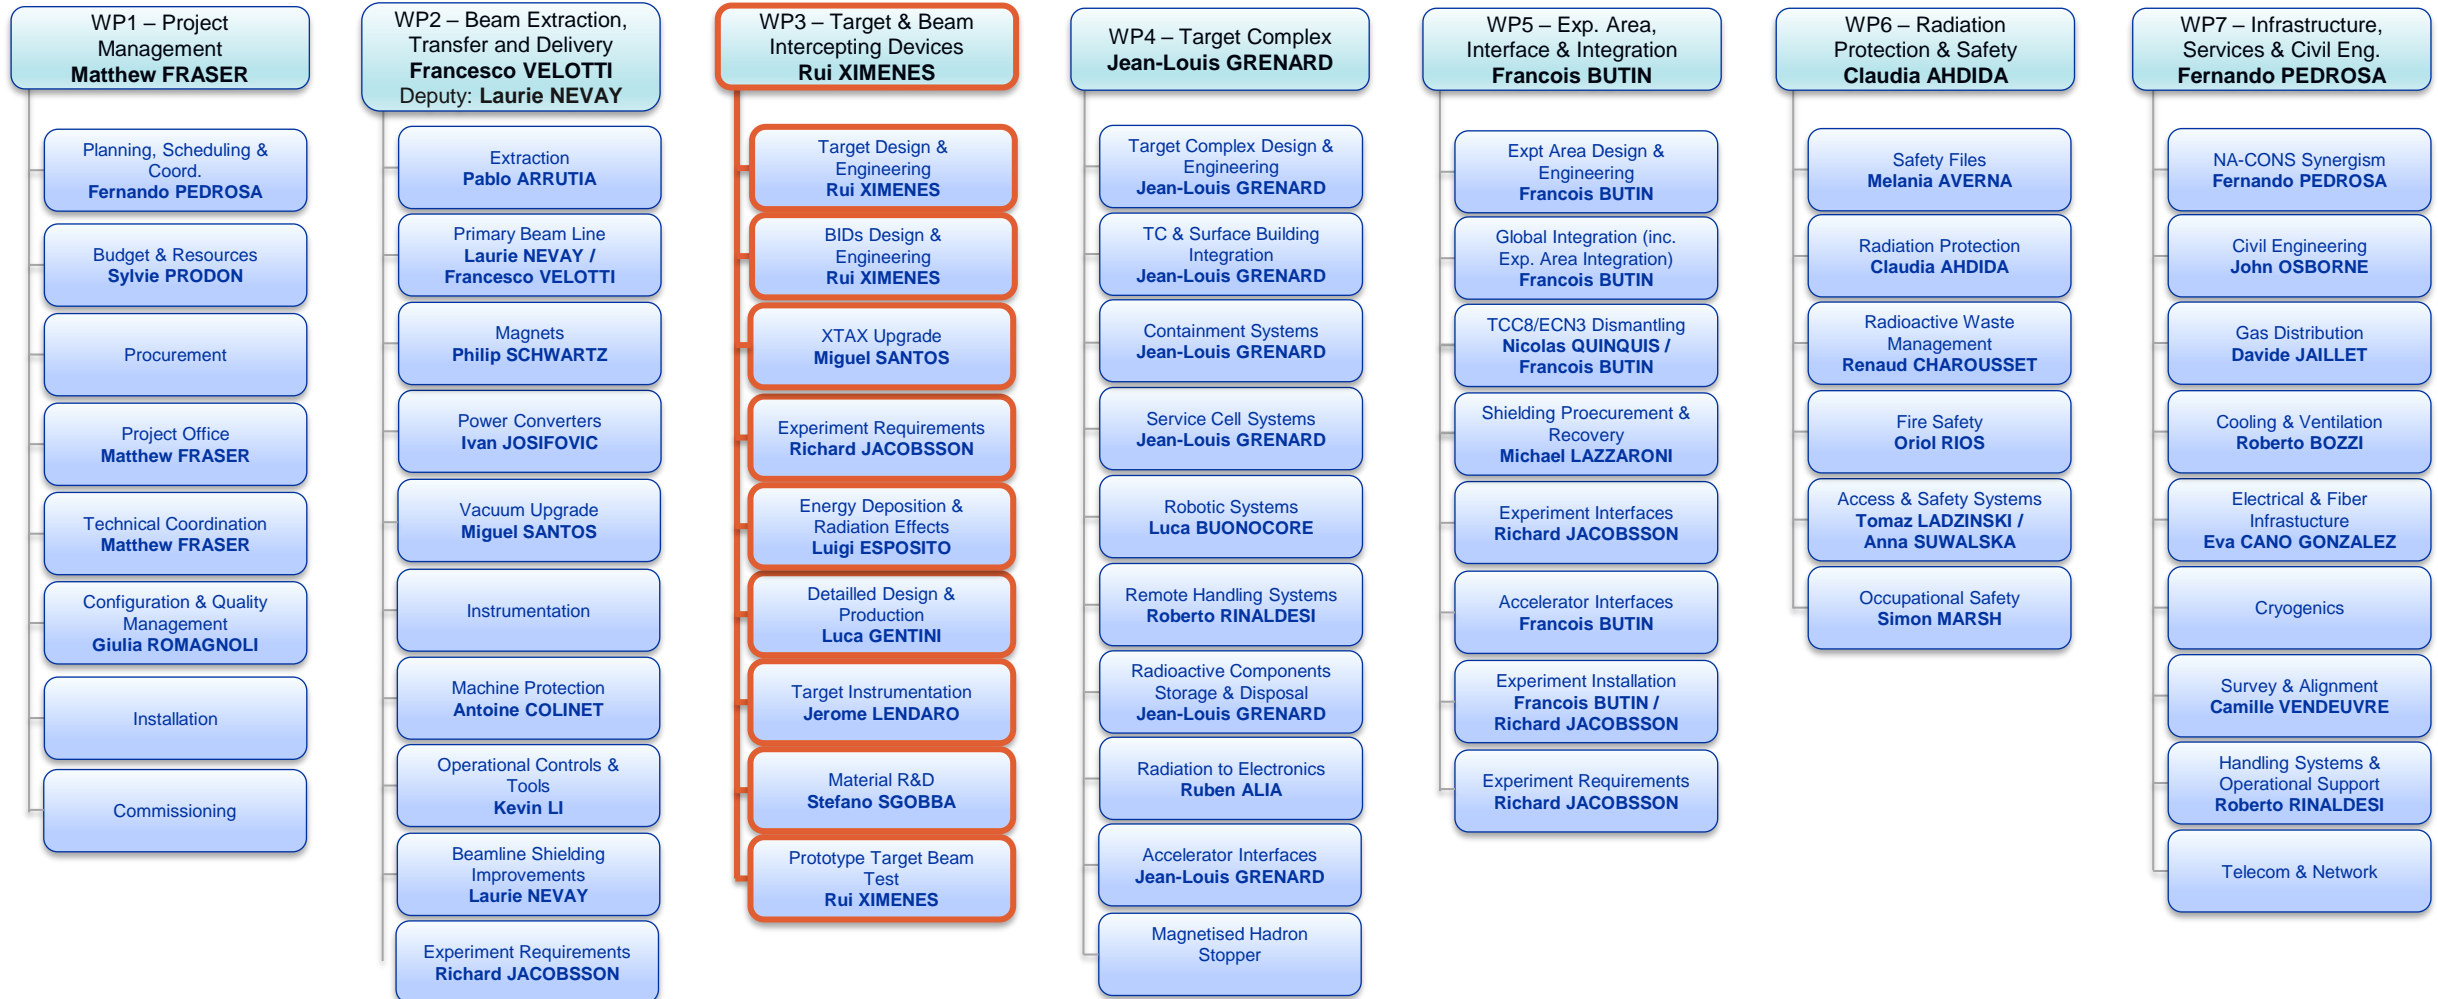 WP1 – Project
Management
Matthew FRASER
Planning, Scheduling &
Coord.
Fernando PEDROSA
Budget & Resources
Sylvie PRODON
Procurement
Project Office
Matthew FRASER
Technical Coordination
Matthew FRASER
Configuration & Quality
Management
Giulia ROMAGNOLI
Installation
Commissioning
WP2 – Beam Extraction,
Transfer and Delivery
Francesco VELOTTI
Deputy: Laurie NEVAY
Extraction
Pablo ARRUTIA
Primary Beam Line
Laurie NEVAY /
Francesco VELOTTI
Magnets
Philip SCHWARTZ
Power Converters
Ivan JOSIFOVIC
Vacuum Upgrade
Miguel SANTOS
Instrumentation
Machine Protection
Antoine COLINET
Operational Controls &
Tools
Kevin LI
Beamline Shielding
Improvements
Laurie NEVAY
Experiment Requirements
Richard JACOBSSON
WP3 – Target & Beam
Intercepting Devices
Rui XIMENES
Target Design &
Engineering
Rui XIMENES
BIDs Design &
Engineering
Rui XIMENES
XTAX Upgrade
Miguel SANTOS
Experiment Requirements
Richard JACOBSSON
Energy Deposition &
Radiation Effects
Luigi ESPOSITO
Detailled Design &
Production
Luca GENTINI
Target Instrumentation
Jerome LENDARO
Material R&D
Stefano SGOBBA
Prototype Target Beam
Test
Rui XIMENES
WP4 – Target Complex
Jean-Louis GRENARD
Target Complex Design &
Engineering
Jean-Louis GRENARD
TC & Surface Building
Integration
Jean-Louis GRENARD
Containment Systems
Jean-Louis GRENARD
Service Cell Systems
Jean-Louis GRENARD
Robotic Systems
Luca BUONOCORE
Remote Handling Systems
Roberto RINALDESI
Radioactive Components
Storage & Disposal
Jean-Louis GRENARD
Radiation to Electronics
Ruben ALIA
Accelerator Interfaces
Jean-Louis GRENARD
Magnetised Hadron
Stopper
WP5 – Exp. Area,
Interface & Integration
Francois BUTIN
Expt Area Design &
Engineering
Francois BUTIN
Global Integration (inc.
Exp. Area Integration)
Francois BUTIN
TCC8/ECN3 Dismantling
Nicolas QUINQUIS /
Francois BUTIN
Shielding Proecurement &
Recovery
Michael LAZZARONI
Experiment Interfaces
Richard JACOBSSON
Accelerator Interfaces
Francois BUTIN
Experiment Installation
Francois BUTIN /
Richard JACOBSSON
Experiment Requirements
Richard JACOBSSON
WP6 – Radiation
Protection & Safety
Claudia AHDIDA
Safety Files
Melania AVERNA
Radiation Protection
Claudia AHDIDA
Radioactive Waste
Management
Renaud CHAROUSSET
Fire Safety
Oriol RIOS
Access & Safety Systems
Tomaz LADZINSKI /
Anna SUWALSKA
Occupational Safety
Simon MARSH
WP7 – Infrastructure,
Services & Civil Eng.
Fernando PEDROSA
NA-CONS Synergism
Fernando PEDROSA
Civil Engineering
John OSBORNE
Gas Distribution
Davide JAILLET
Cooling & Ventilation
Roberto BOZZI
Electrical & Fiber
Infrastucture
Eva CANO GONZALEZ
Cryogenics
Survey & Alignment
Camille VENDEUVRE
Handling Systems &
Operational Support
Roberto RINALDESI
Telecom & Network